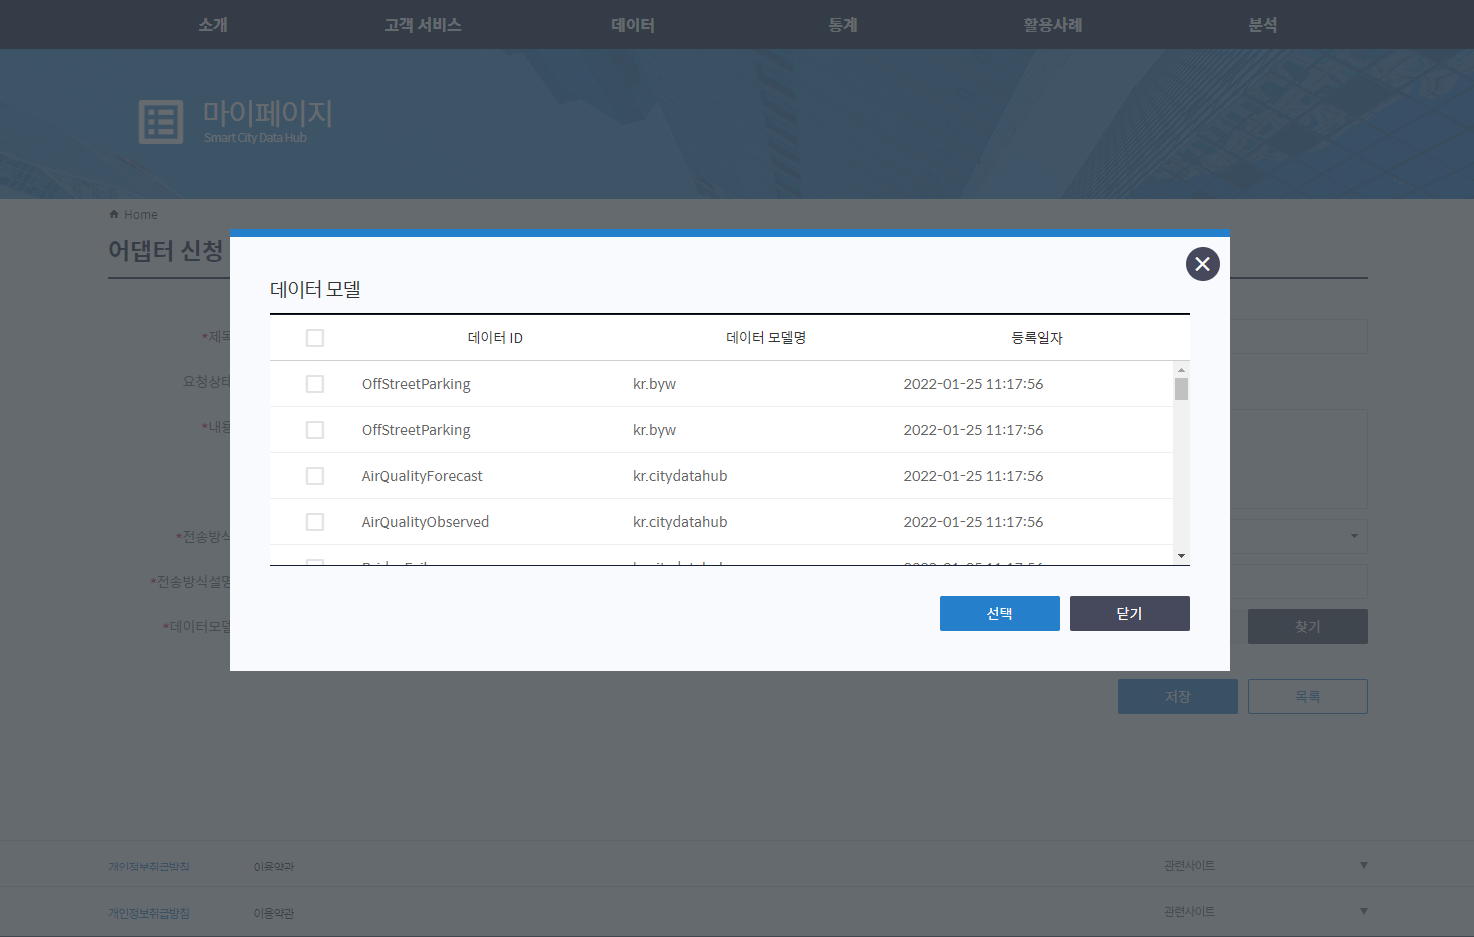 소개 고객 서비스 데이터 통계 활용사례 분석
마이페이지
Smart City Data Hub
Home
어댑터 신청
데이터 모델
데이터 ID 데이터 모델명 등록일자
*제목
요청상태
OffStreetParking kr.byw 2022-01-25 11:17:56
*내용
OffStreetParking kr.byw 2022-01-25 11:17:56
AirQualityForecast kr.citydatahub 2022-01-25 11:17:56
AirQualityObserved kr.citydatahub 2022-01-25 11:17:56
*전송방식
*전송방식설명
선택 닫기
*데이터모델
찾기
저장 목록
개인정보취급방침 이용약관 관련사이트 ▼
개인정보취급방침 이용약관 관련사이트 ▼